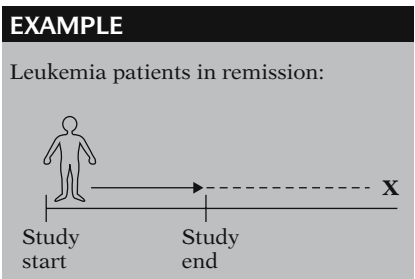 EXAMPLE
Leukemia patients in remission:
X
Study Study
start end